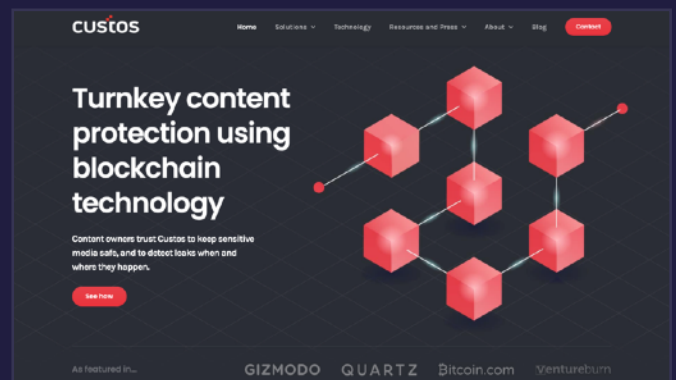 CUSTOS
Home Solutions Technology Resources and Press About Blog Contact
Turnkey content
protection using
blockchain
technology
Content owners trust Custos to keep sensitive
media safe, and to detect leaks when and
where they happen.
See how
As featured in... GIZMODO QUARTZ Bitcoin.com Ventureburn